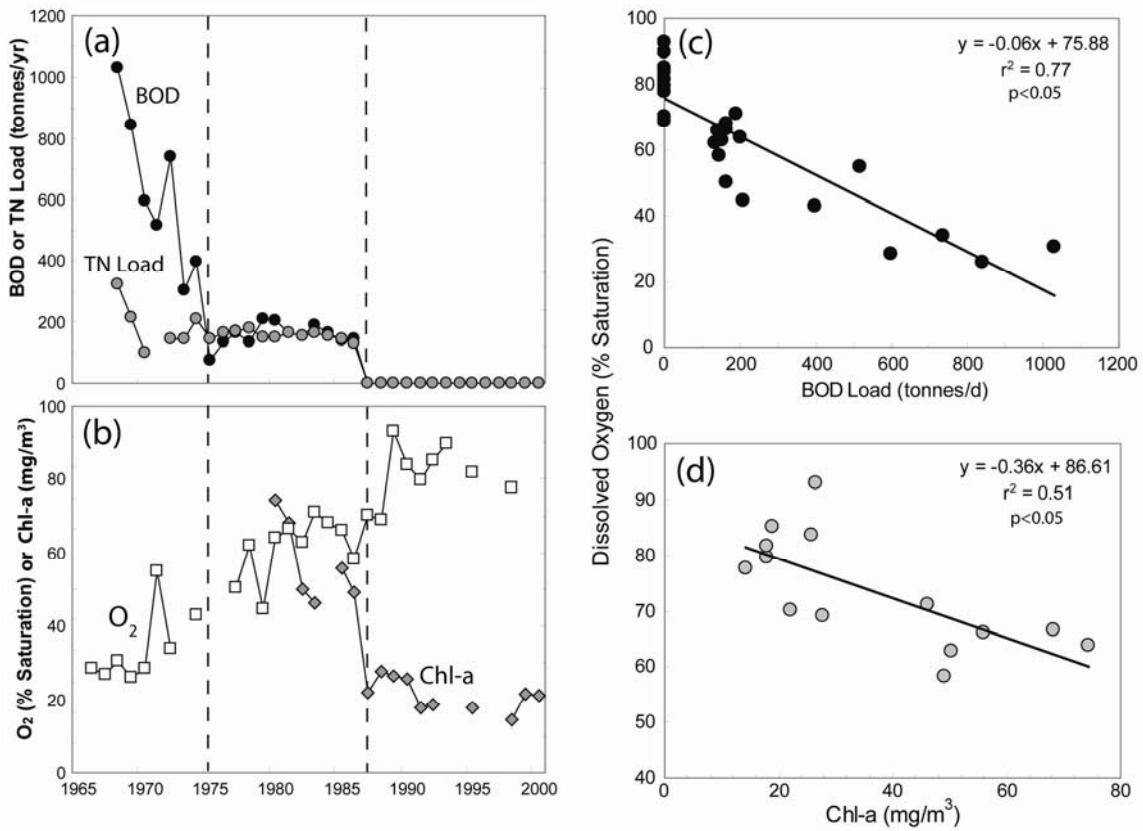 (a)
BOD or TN Load (tonnes/yr)
1200
1000
800
600
400
200
0
BOD
TN Load
(b)
O₂ (% Saturation) or Chl-a (mg/m³)
100
80
60
40
20
0
O₂
Chl-a
1965 1970 1975 1980 1985 1990 1995 2000
Dissolved Oxygen (% Saturation)
(c)
y = -0.06x + 75.88
r² = 0.77
p<0.05
100
80
60
40
20
0
0 200 400 600 800 1000 1200
BOD Load (tonnes/d)
(d)
y = -0.36x + 86.61
r² = 0.51
p<0.05
100
90
80
70
60
50
40
0 20 40 60 80
Chl-a (mg/m³)